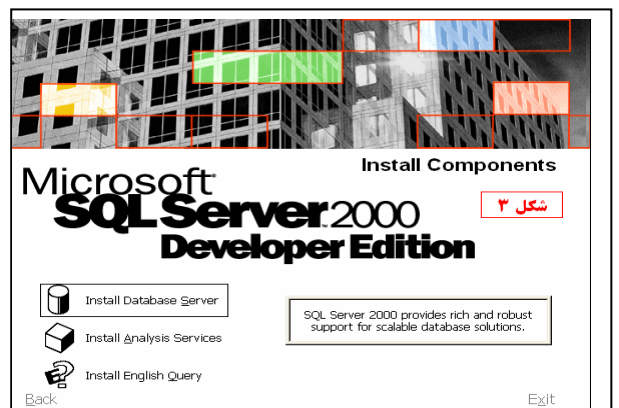 Install Components
Microsoft
شکل ۳
SQL Server 2000
Developer Edition
Install Database Server
SQL Server 2000 provides rich and robust
support for scalable database solutions.
Install Analysis Services
Install English Query
Back
Exit